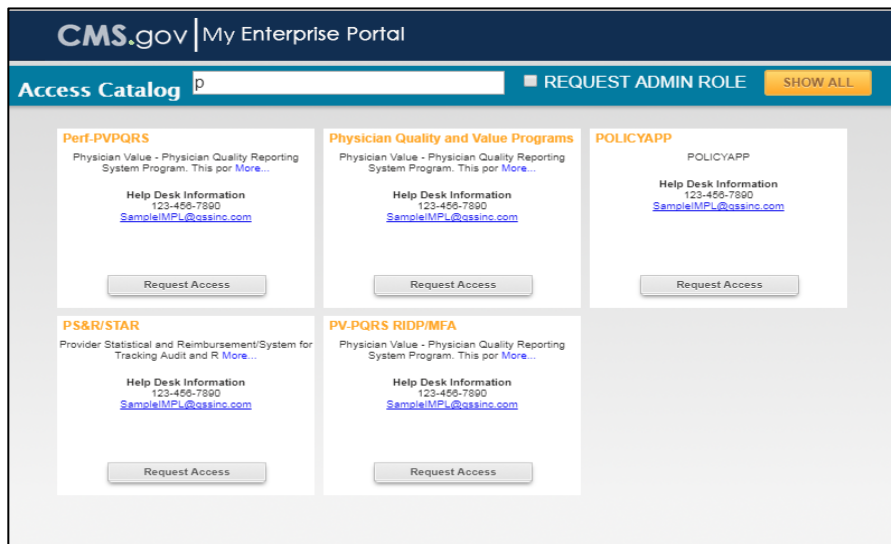 CMS.gov My Enterprise Portal
Access Catalog p REQUEST ADMIN ROLE SHOW ALL
Perf-PVPQRS
Physician Value - Physician Quality Reporting
System Program. This por More...
Help Desk Information
123-456-7890
SampleIMPL@qssinc.com
Request Access
Physician Quality and Value Programs
Physician Value - Physician Quality Reporting
System Program. This por More...
Help Desk Information
123-456-7890
SampleIMPL@qssinc.com
Request Access
POLICYAPP
POLICYAPP
Help Desk Information
123-456-7890
SampleIMPL@qssinc.com
Request Access
PS&R/STAR
Provider Statistical and Reimbursement/System for
Tracking Audit and R More...
Help Desk Information
123-456-7890
SampleIMPL@qssinc.com
Request Access
PV-PQRS RIDP/MFA
Physician Value - Physician Quality Reporting
System Program. This por More...
Help Desk Information
123-456-7890
SampleIMPL@qssinc.com
Request Access